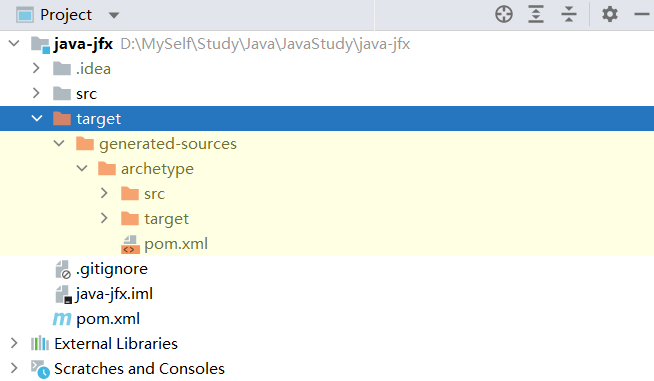 Project
java-jfx D:\MySelf\Study\Java\JavaStudy\java-jfx
.idea
src
target
generated-sources
archetype
src
target
pom.xml
.gitignore
java-jfx.iml
m pom.xml
External Libraries
Scratches and Consoles